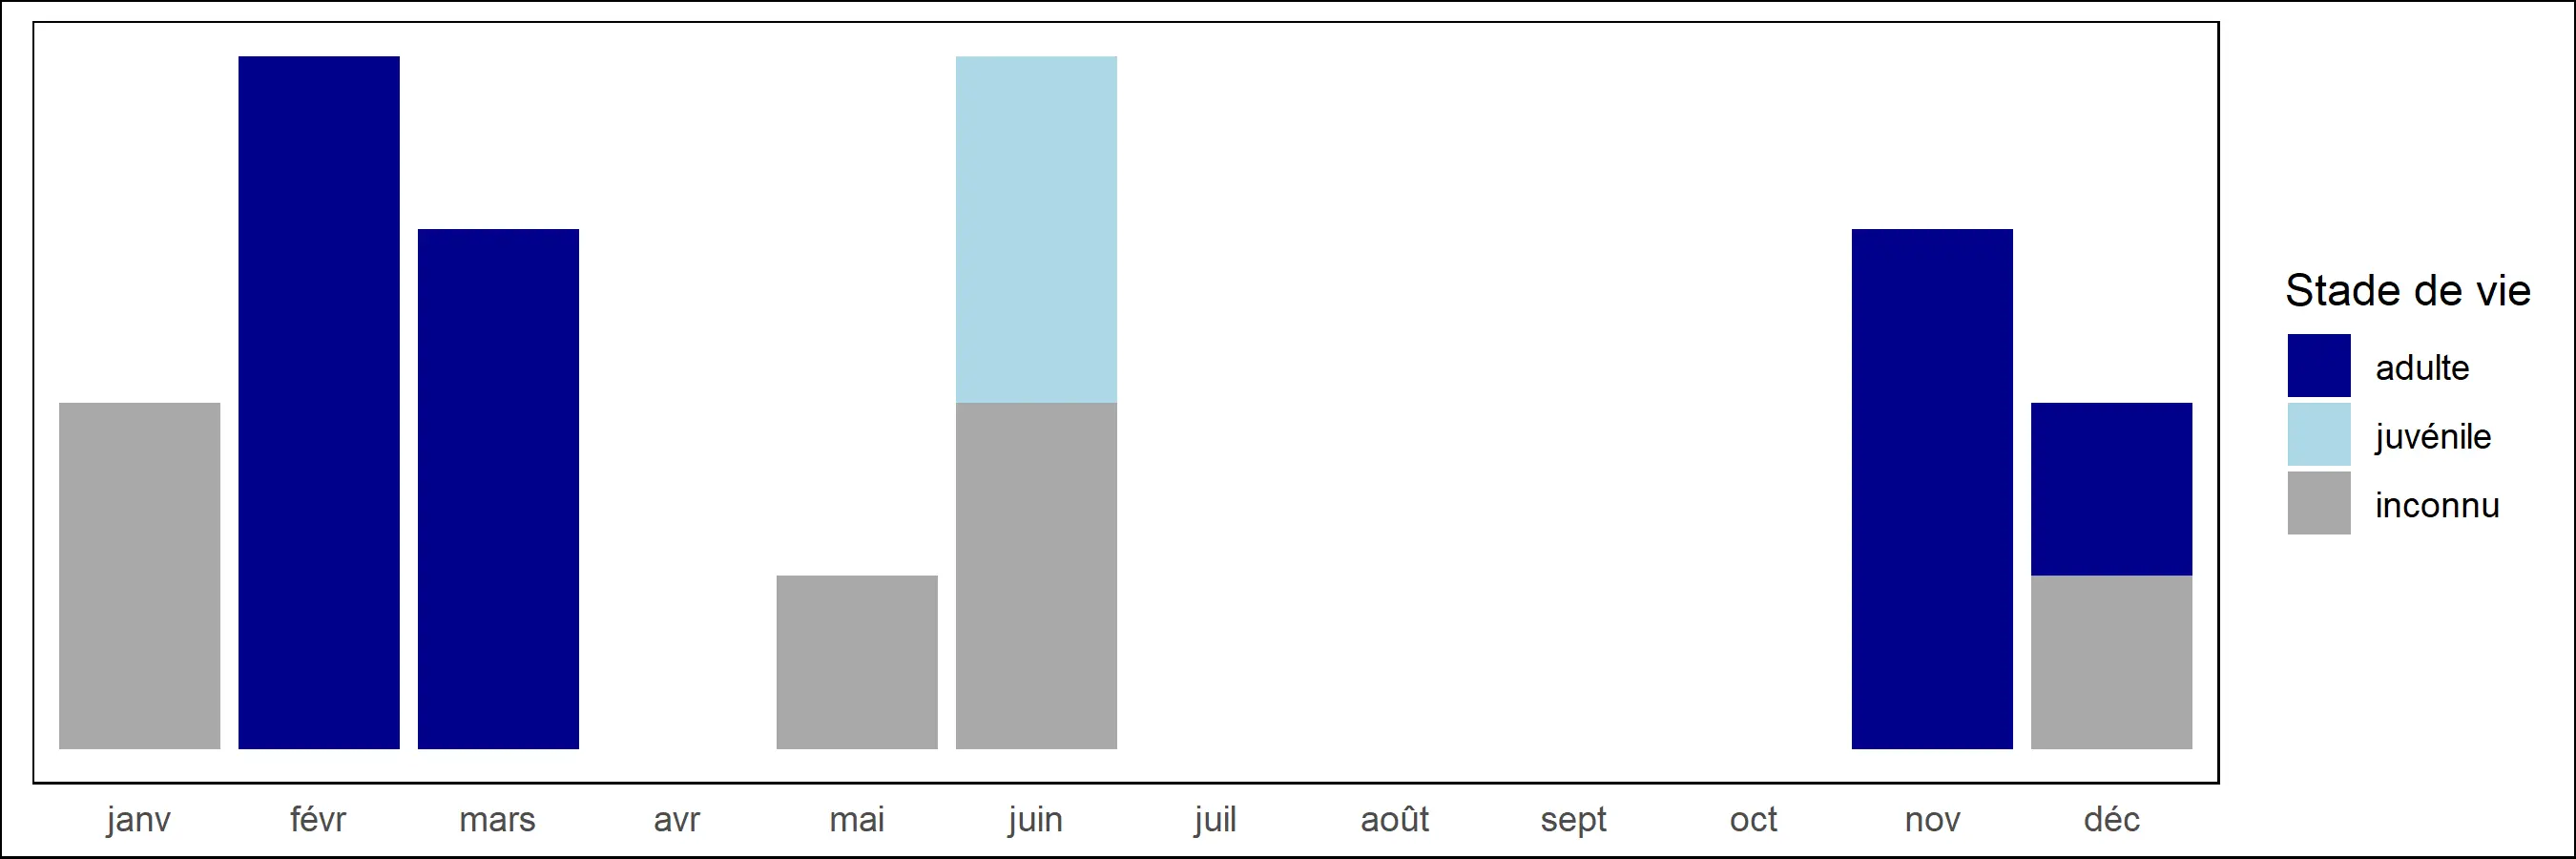 Stade de vie
adulte
juvénile
inconnu
janv févr mars avr mai juin juil août sept oct nov déc